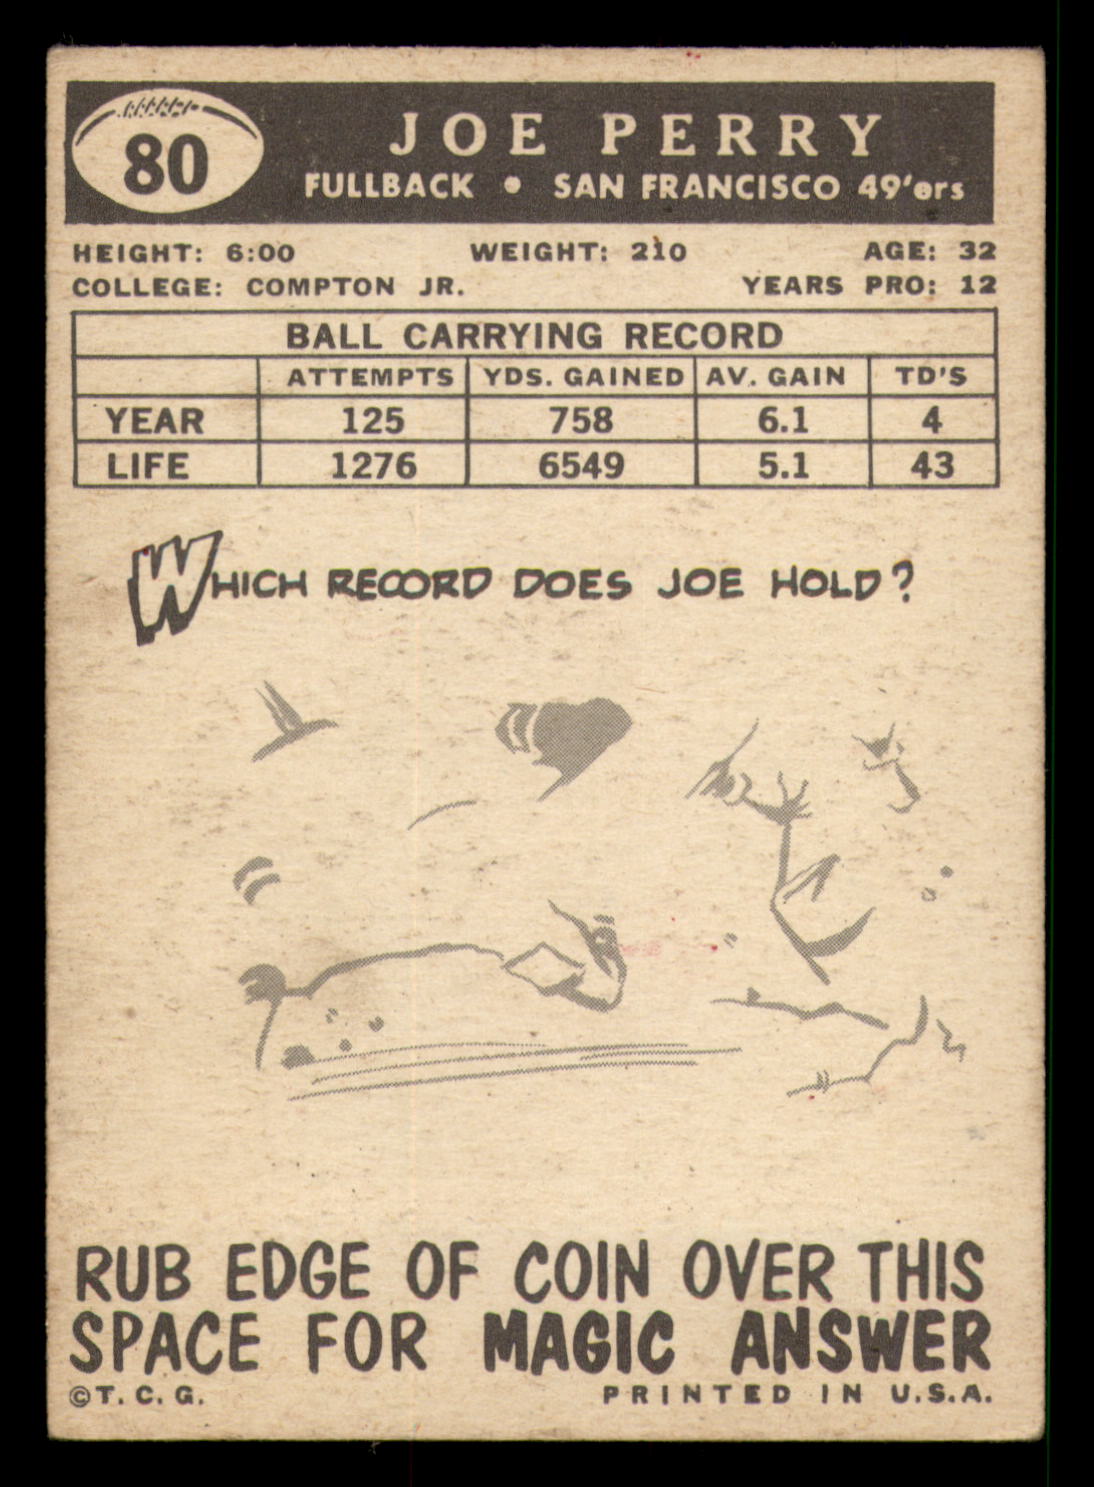 80
JOE PERRY
FULLBACK • SAN FRANCISCO 49'ers
HEIGHT: 6:00 WEIGHT: 210 AGE: 32
COLLEGE: COMPTON JR. YEARS PRO: 12
BALL CARRYING RECORD
ATTEMPTS YDS. GAINED AV. GAIN TD'S
YEAR 125 758 6.1 4
LIFE 1276 6549 5.1 43
WHICH RECORD DOES JOE HOLD?
RUB EDGE OF COIN OVER THIS
SPACE FOR MAGIC ANSWER
©T. C. G. PRINTED IN U.S.A.